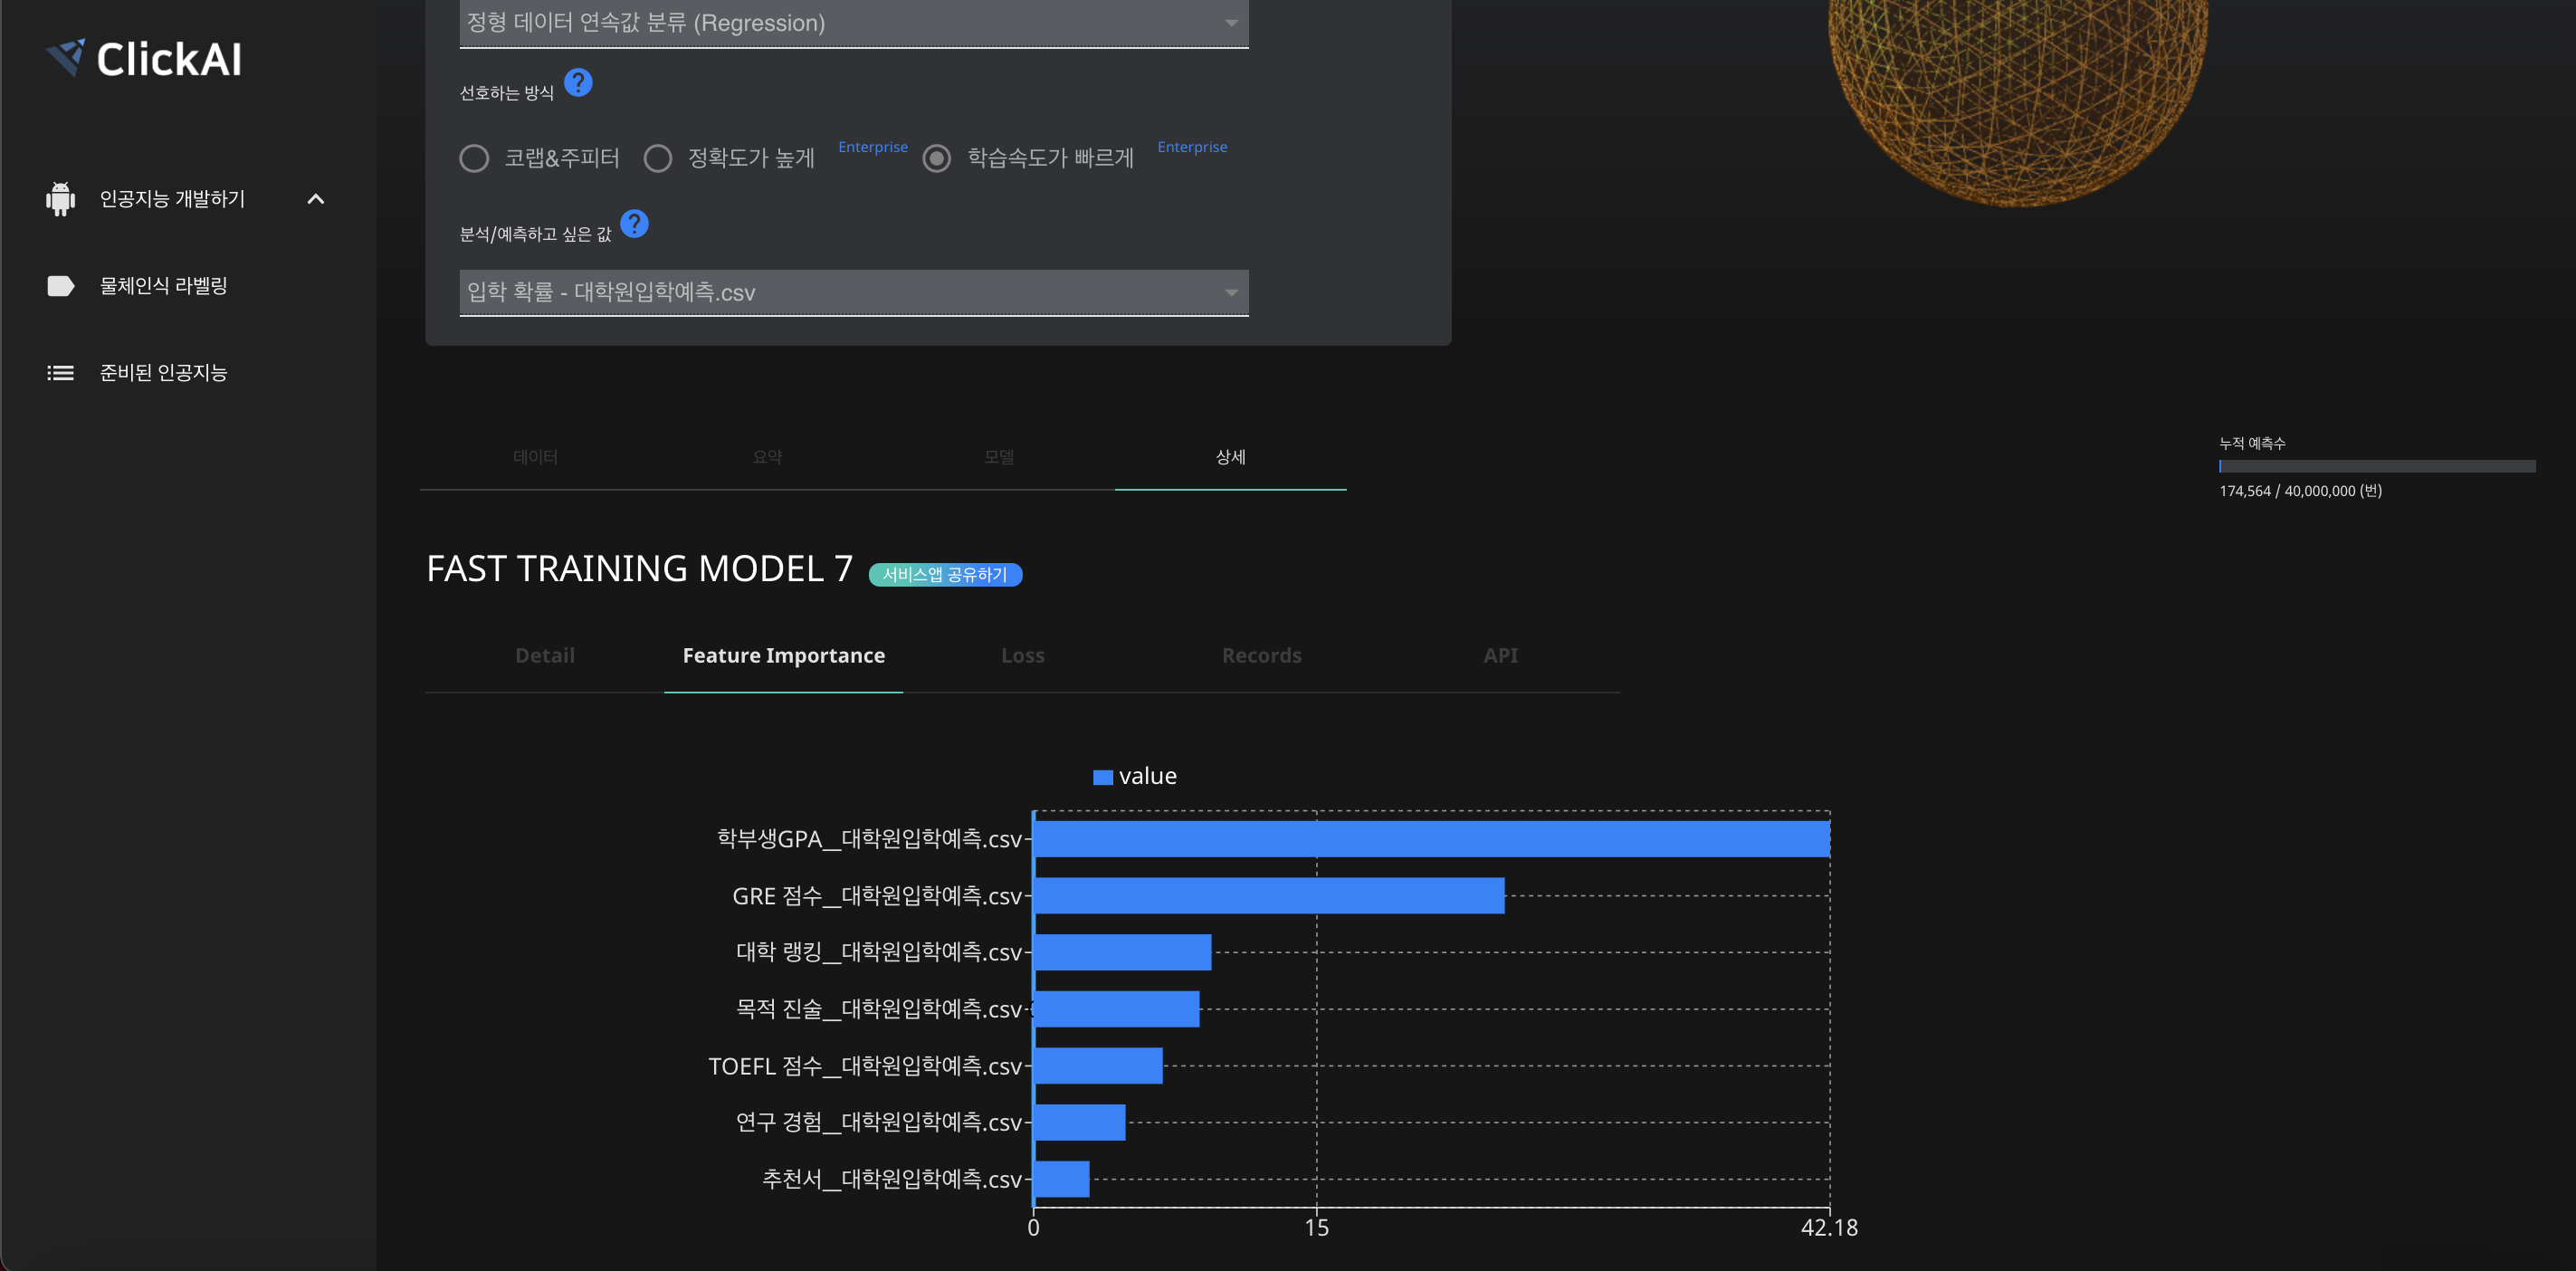 ClickAI
인공지능 개발하기
물체인식 라벨링
준비된 인공지능
정형 데이터 연속값 분류 (Regression)
선호하는 방식 ?
코랩&주피터 정확도가 높게 Enterprise 학습속도가 빠르게 Enterprise
분석/예측하고 싶은 값 ?
입학 확률 - 대학원입학예측.csv
데이터 요약 모델 상세
누적 예측수
174,564 / 40,000,000 (번)
FAST TRAINING MODEL 7 서비스앱 공유하기
Detail Feature Importance Loss Records API
value
학부생GPA__대학원입학예측.csv
GRE 점수__대학원입학예측.csv
대학 랭킹__대학원입학예측.csv
목적 진술__대학원입학예측.csv
TOEFL 점수__대학원입학예측.csv
연구 경험__대학원입학예측.csv
추천서__대학원입학예측.csv
0 15 42.18